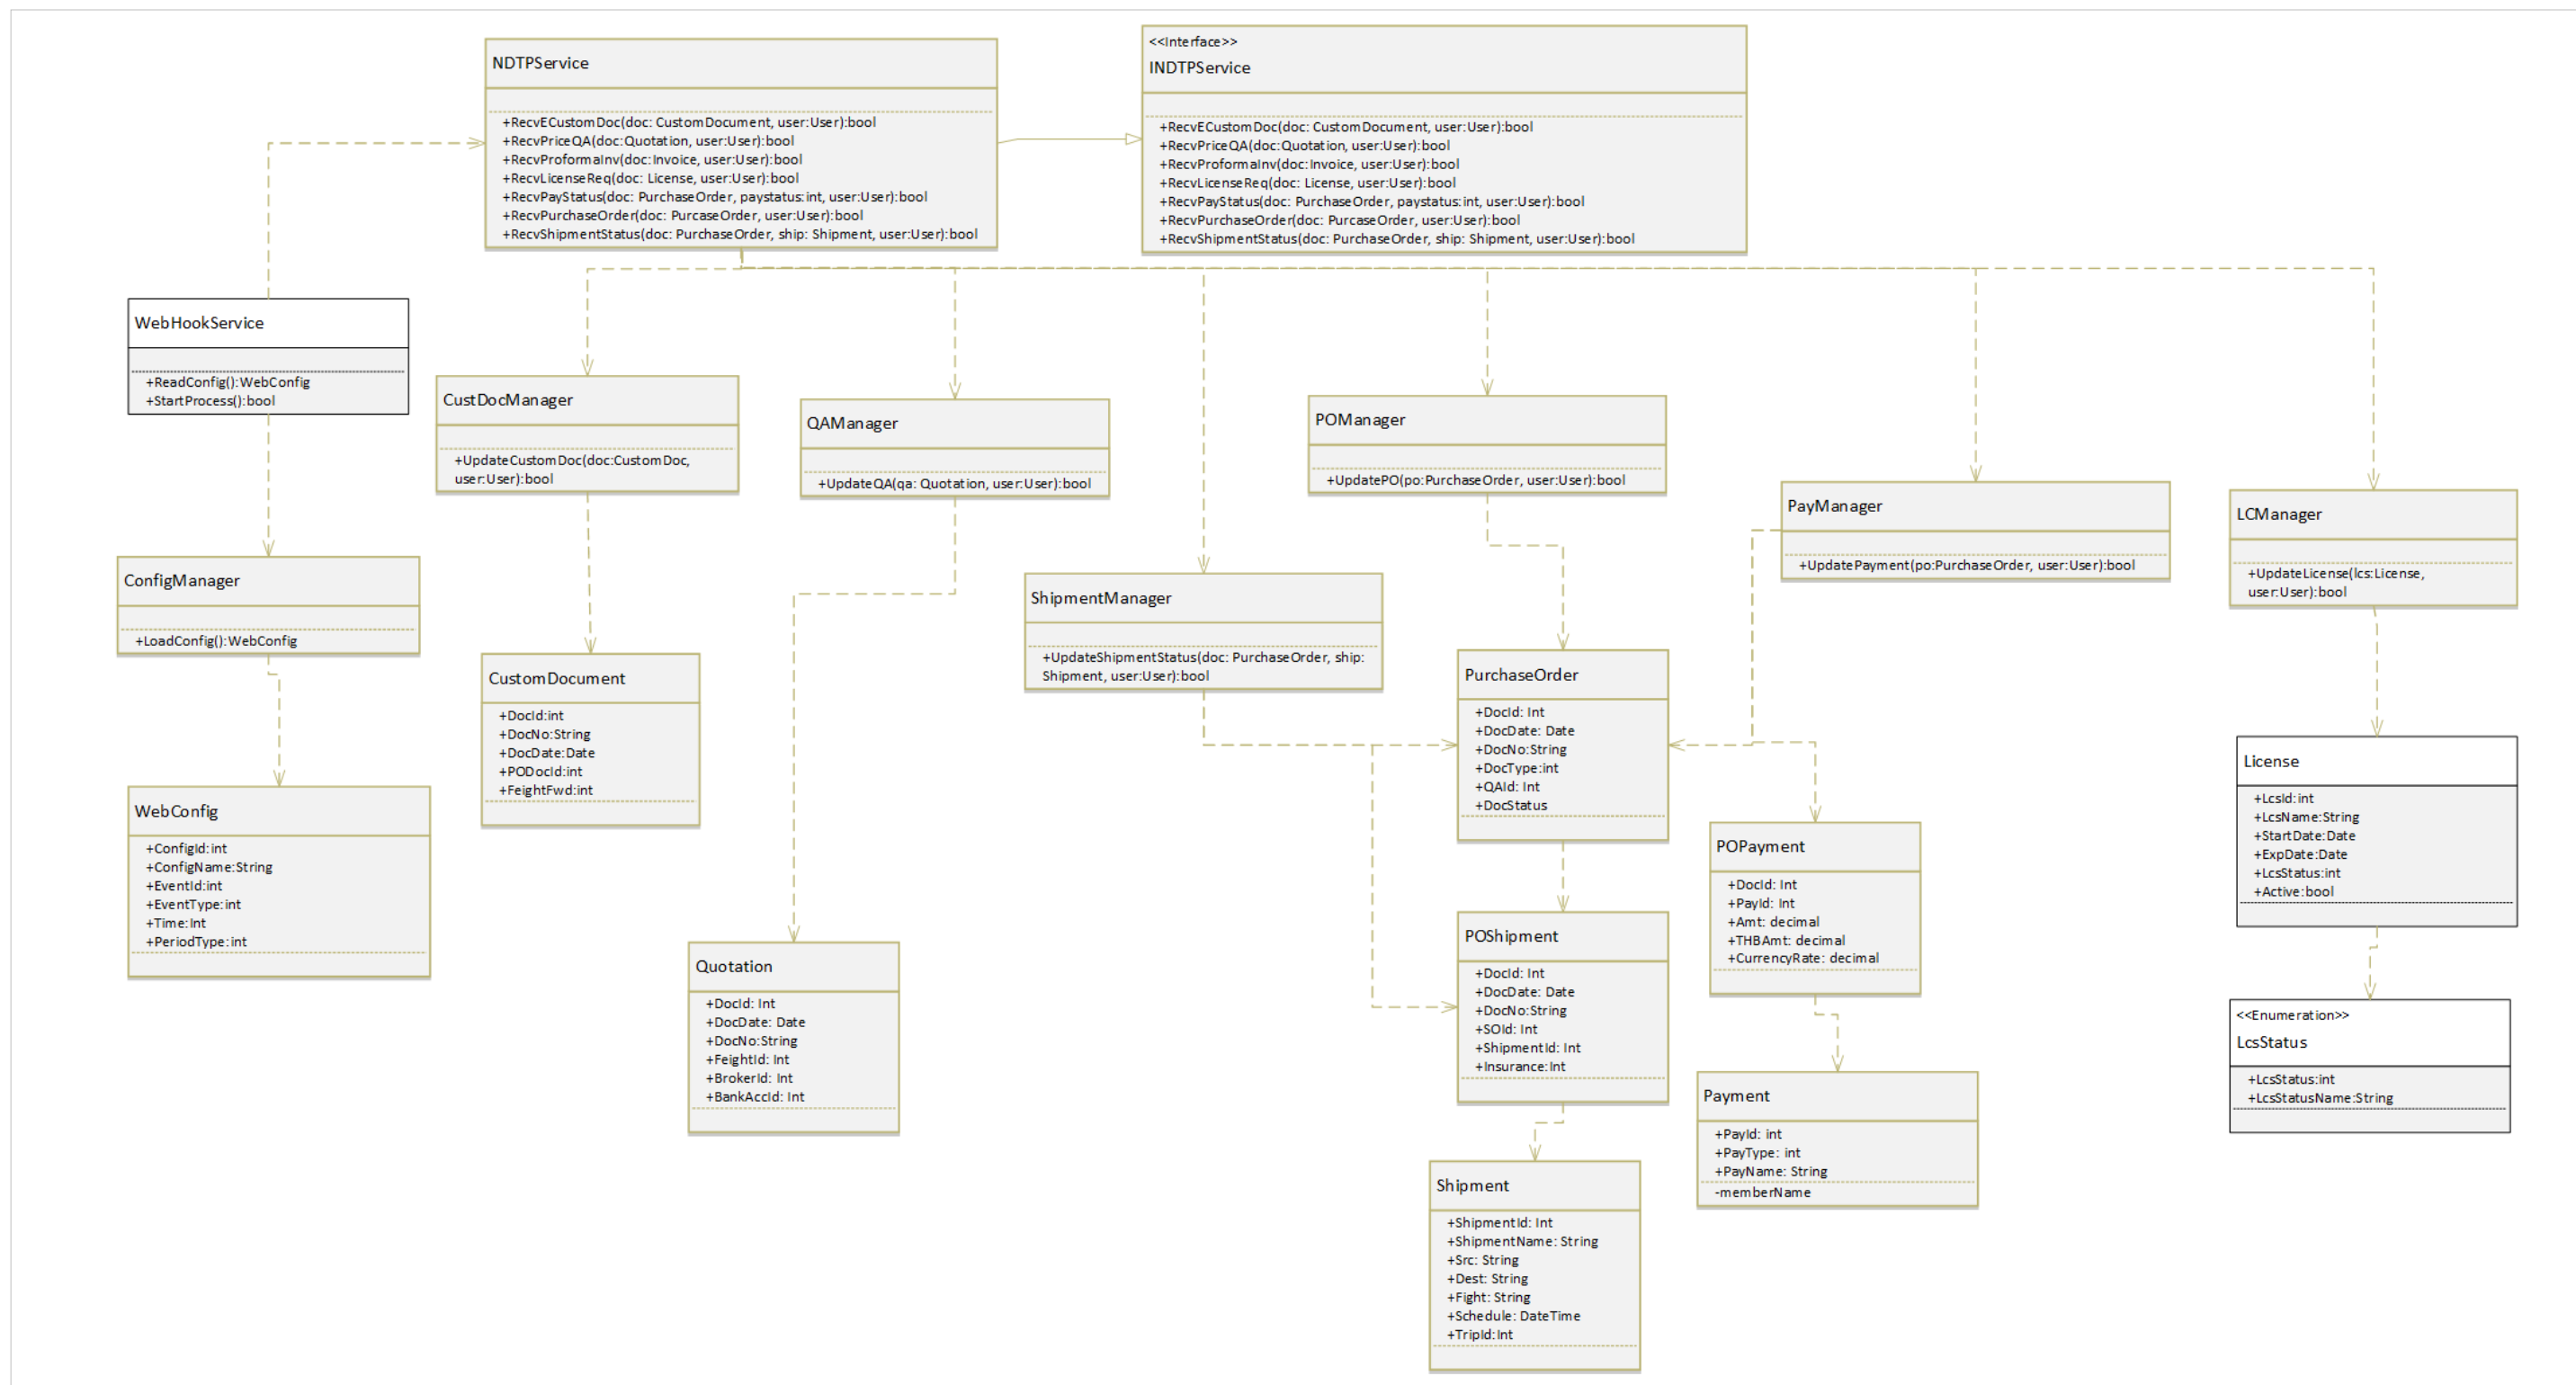 NDTPService
+RecvECustomDoc(doc: CustomDocument, user:User):bool
+RecvPriceQA(doc:Quotation, user:User):bool
+RecvProformaInv(doc:Invoice, user:User):bool
+RecvLicenseReq(doc: License, user:User):bool
+RecvPayStatus(doc: PurchaseOrder, paystatus:int, user:User):bool
+RecvPurchaseOrder(doc: PurcaseOrder, user:User):bool
+RecvShipmentStatus(doc: PurchaseOrder, ship: Shipment, user:User):bool
<<Interface>>
INDTPService
+RecvECustomDoc(doc: CustomDocument, user:User):bool
+RecvPriceQA(doc:Quotation, user:User):bool
+RecvProformaInv(doc:Invoice, user:User):bool
+RecvLicenseReq(doc: License, user:User):bool
+RecvPayStatus(doc: PurchaseOrder, paystatus:int, user:User):bool
+RecvPurchaseOrder(doc: PurcaseOrder, user:User):bool
+RecvShipmentStatus(doc: PurchaseOrder, ship: Shipment, user:User):bool
WebHookService
+ReadConfig():WebConfig
+StartProcess():bool
CustDocManager
+UpdateCustomDoc(doc:CustomDoc,
user:User):bool
QAManager
+UpdateQA(qa: Quotation, user:User):bool
POManager
+UpdatePO(po:PurchaseOrder, user:User):bool
PayManager
+UpdatePayment(po:PurchaseOrder, user:User):bool
LCManager
+UpdateLicense(lcs:License,
user:User):bool
ConfigManager
+LoadConfig():WebConfig
ShipmentManager
+UpdateShipmentStatus(doc: PurchaseOrder, ship:
Shipment, user:User):bool
CustomDocument
+DocId:int
+DocNo:String
+DocDate:Date
+PODocId:int
+FeightFwd:int
PurchaseOrder
+DocId: Int
+DocDate: Date
+DocNo:String
+DocType:int
+QAId: Int
+DocStatus
License
+LcsId:int
+LcsName:String
+StartDate:Date
+ExpDate:Date
+LcsStatus:int
+Active:bool
WebConfig
+ConfigId:int
+ConfigName:String
+EventId:int
+EventType:int
+Time:Int
+PeriodType:int
POPayment
+DocId: Int
+PayId: Int
+Amt: decimal
+THBAmt: decimal
+CurrencyRate: decimal
Quotation
+DocId: Int
+DocDate: Date
+DocNo:String
+FeightId: Int
+BrokerId: Int
+BankAccId: Int
POShipment
+DocId: Int
+DocDate: Date
+DocNo:String
+SOId: Int
+ShipmentId: Int
+Insurance:Int
<<Enumeration>>
LcsStatus
+LcsStatus:int
+LcsStatusName:String
Payment
+PayId: int
+PayType: int
+PayName: String
-memberName
Shipment
+ShipmentId: Int
+ShipmentName: String
+Src: String
+Dest: String
+Fight: String
+Schedule: DateTime
+TripId:Int